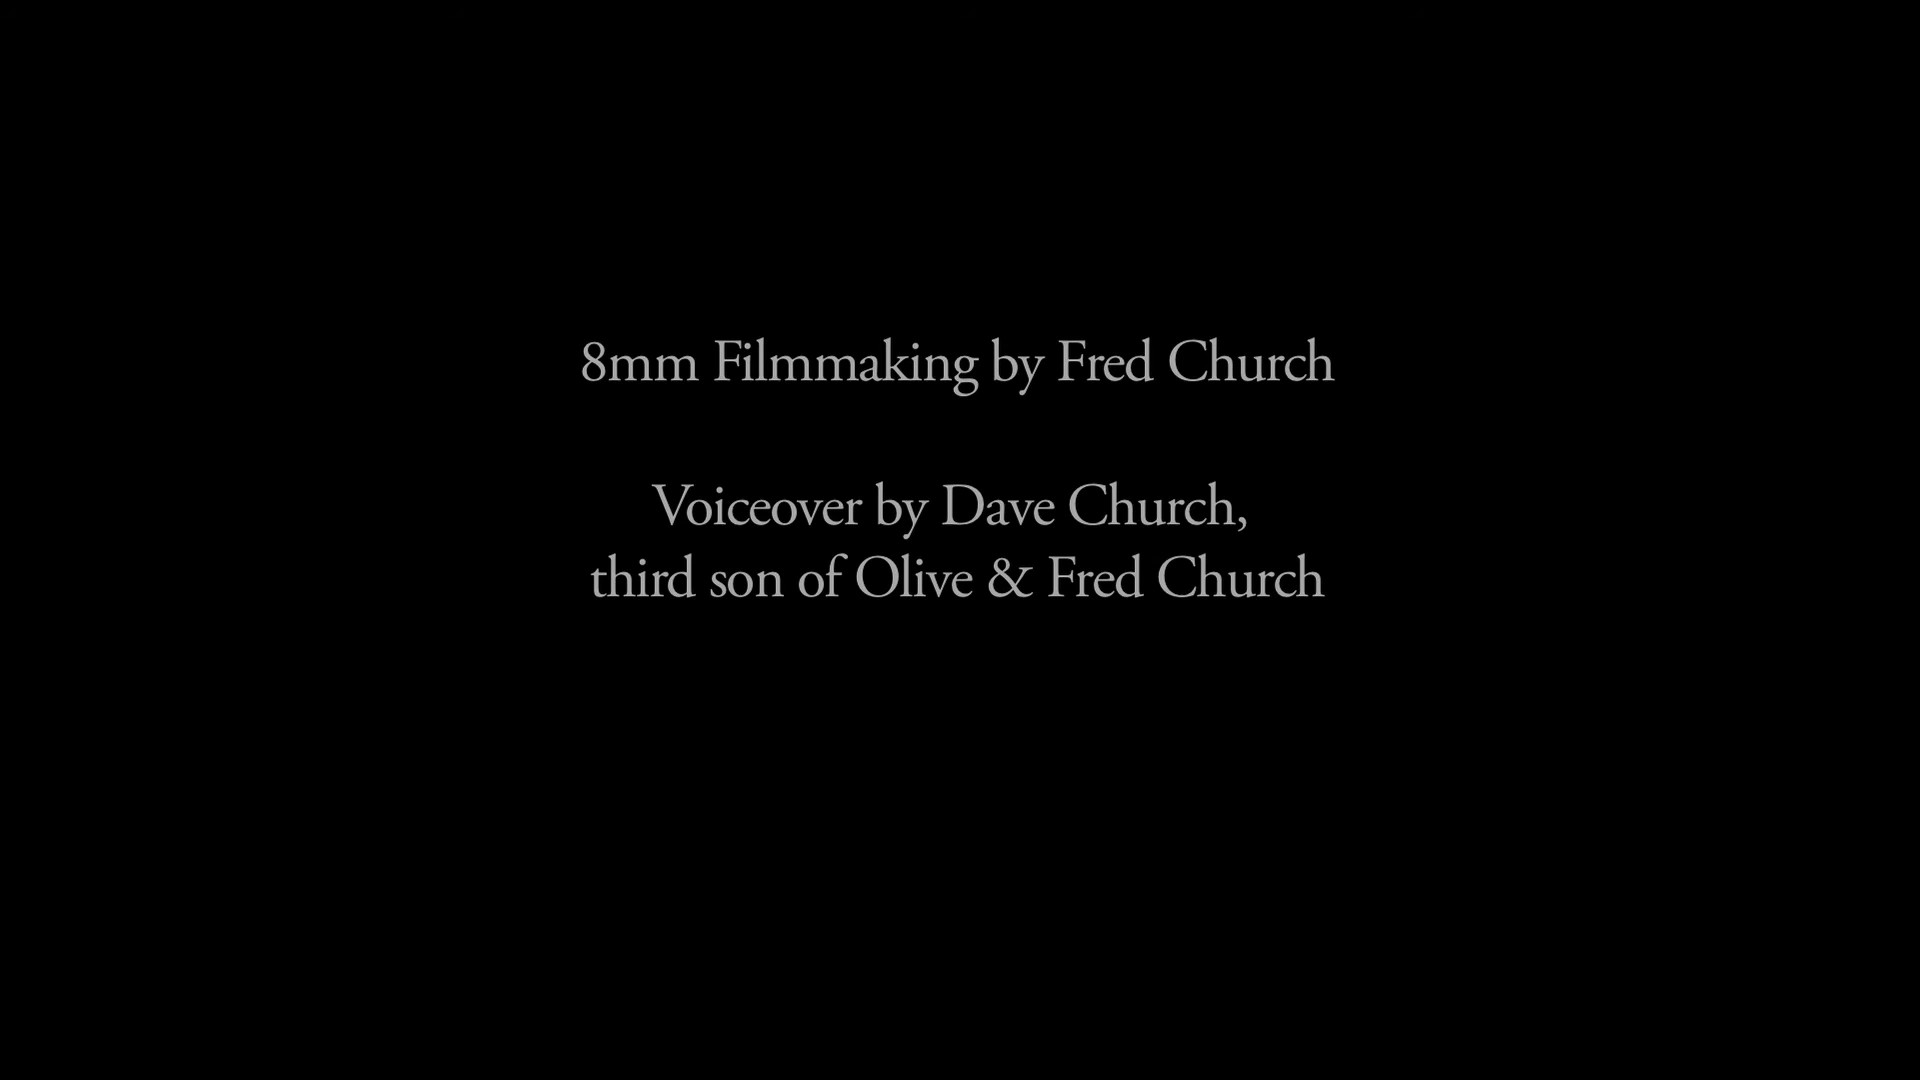 8mm Filmmaking by Fred Church
Voiceover by Dave Church,
third son of Olive & Fred Church